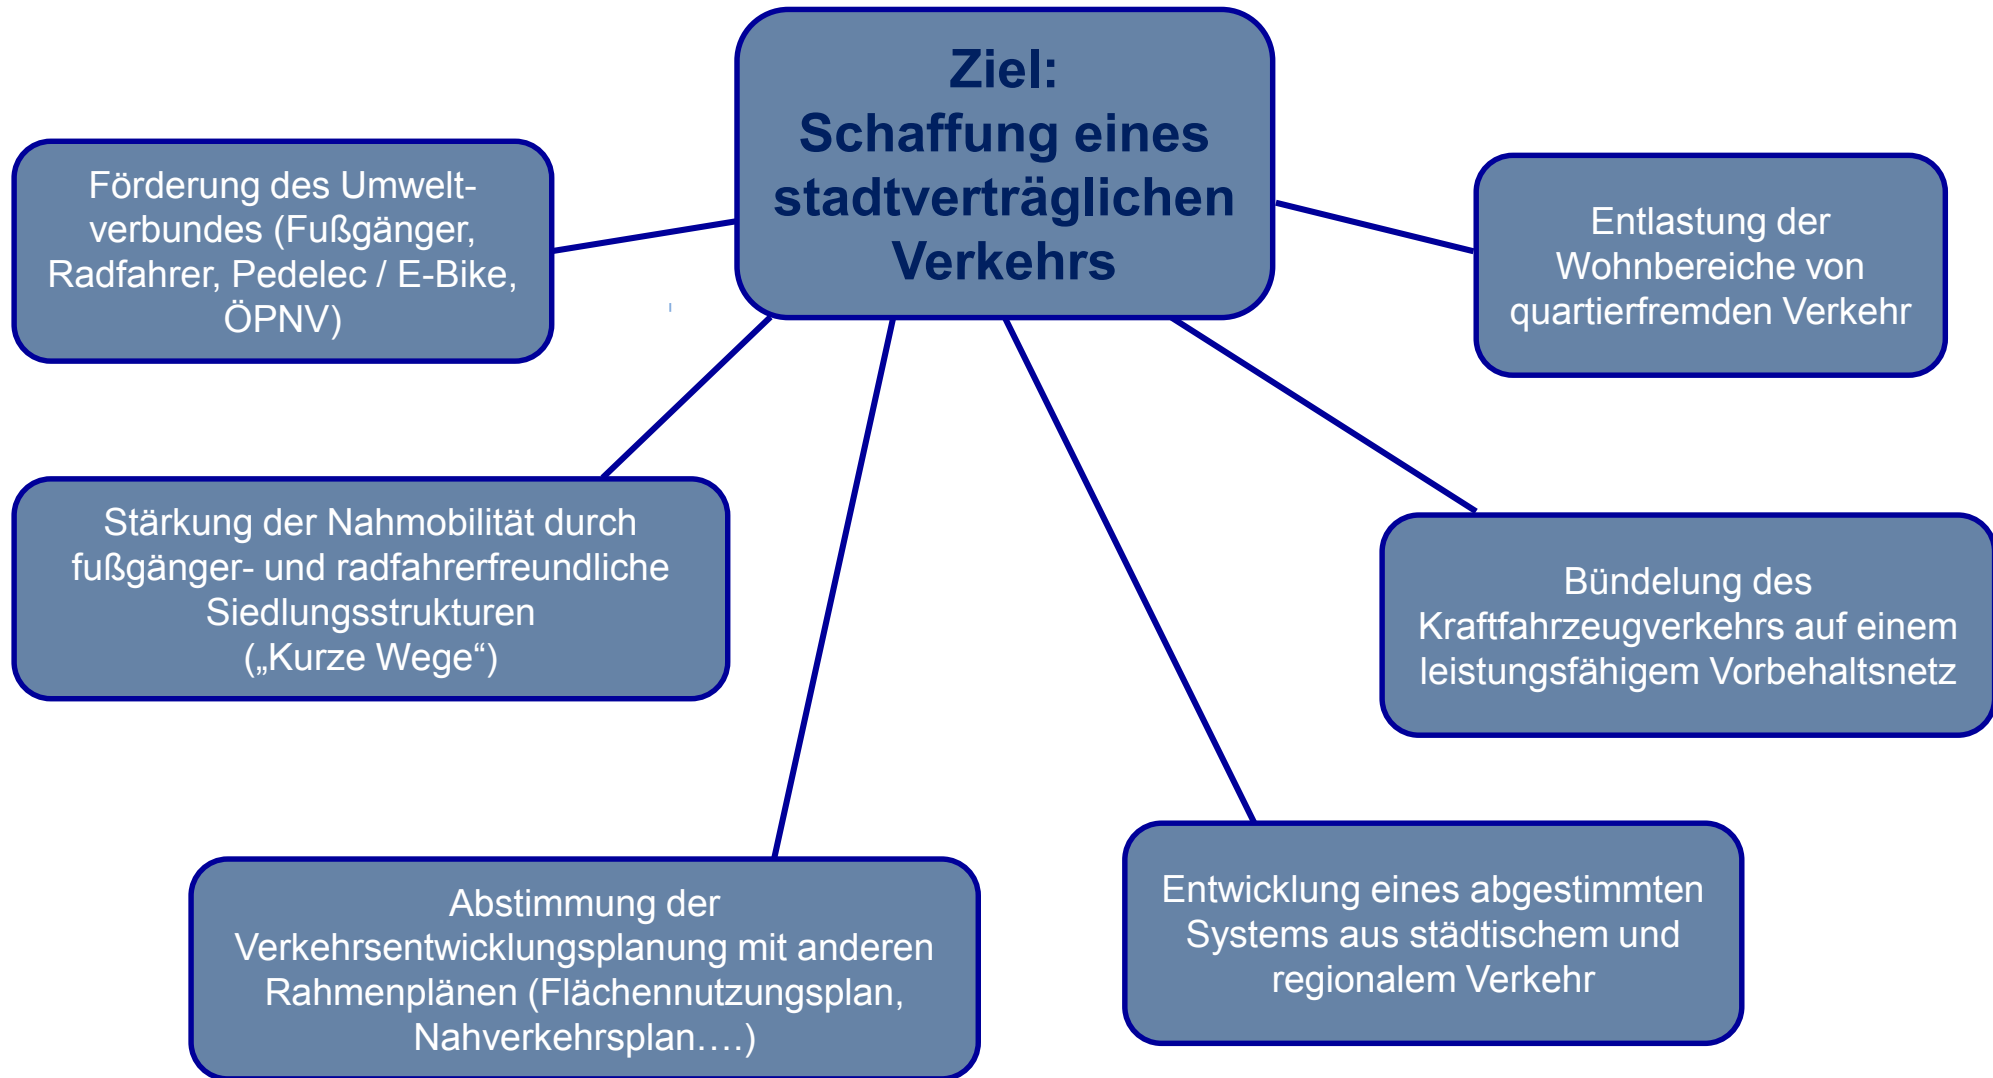 Ziel:
Schaffung eines
stadtverträglichen
Verkehrs
Förderung des Umwelt-
verbundes (Fußgänger,
Radfahrer, Pedelec / E-Bike,
ÖPNV)
Entlastung der
Wohnbereiche von
quartierfremden Verkehr
Stärkung der Nahmobilität durch
fußgänger- und radfahrerfreundliche
Siedlungsstrukturen
(„Kurze Wege“)
Bündelung des
Kraftfahrzeugverkehrs auf einem
leistungsfähigem Vorbehaltsnetz
Abstimmung der
Verkehrsentwicklungsplanung mit anderen
Rahmenplänen (Flächennutzungsplan,
Nahverkehrsplan….)
Entwicklung eines abgestimmten
Systems aus städtischem und
regionalem Verkehr